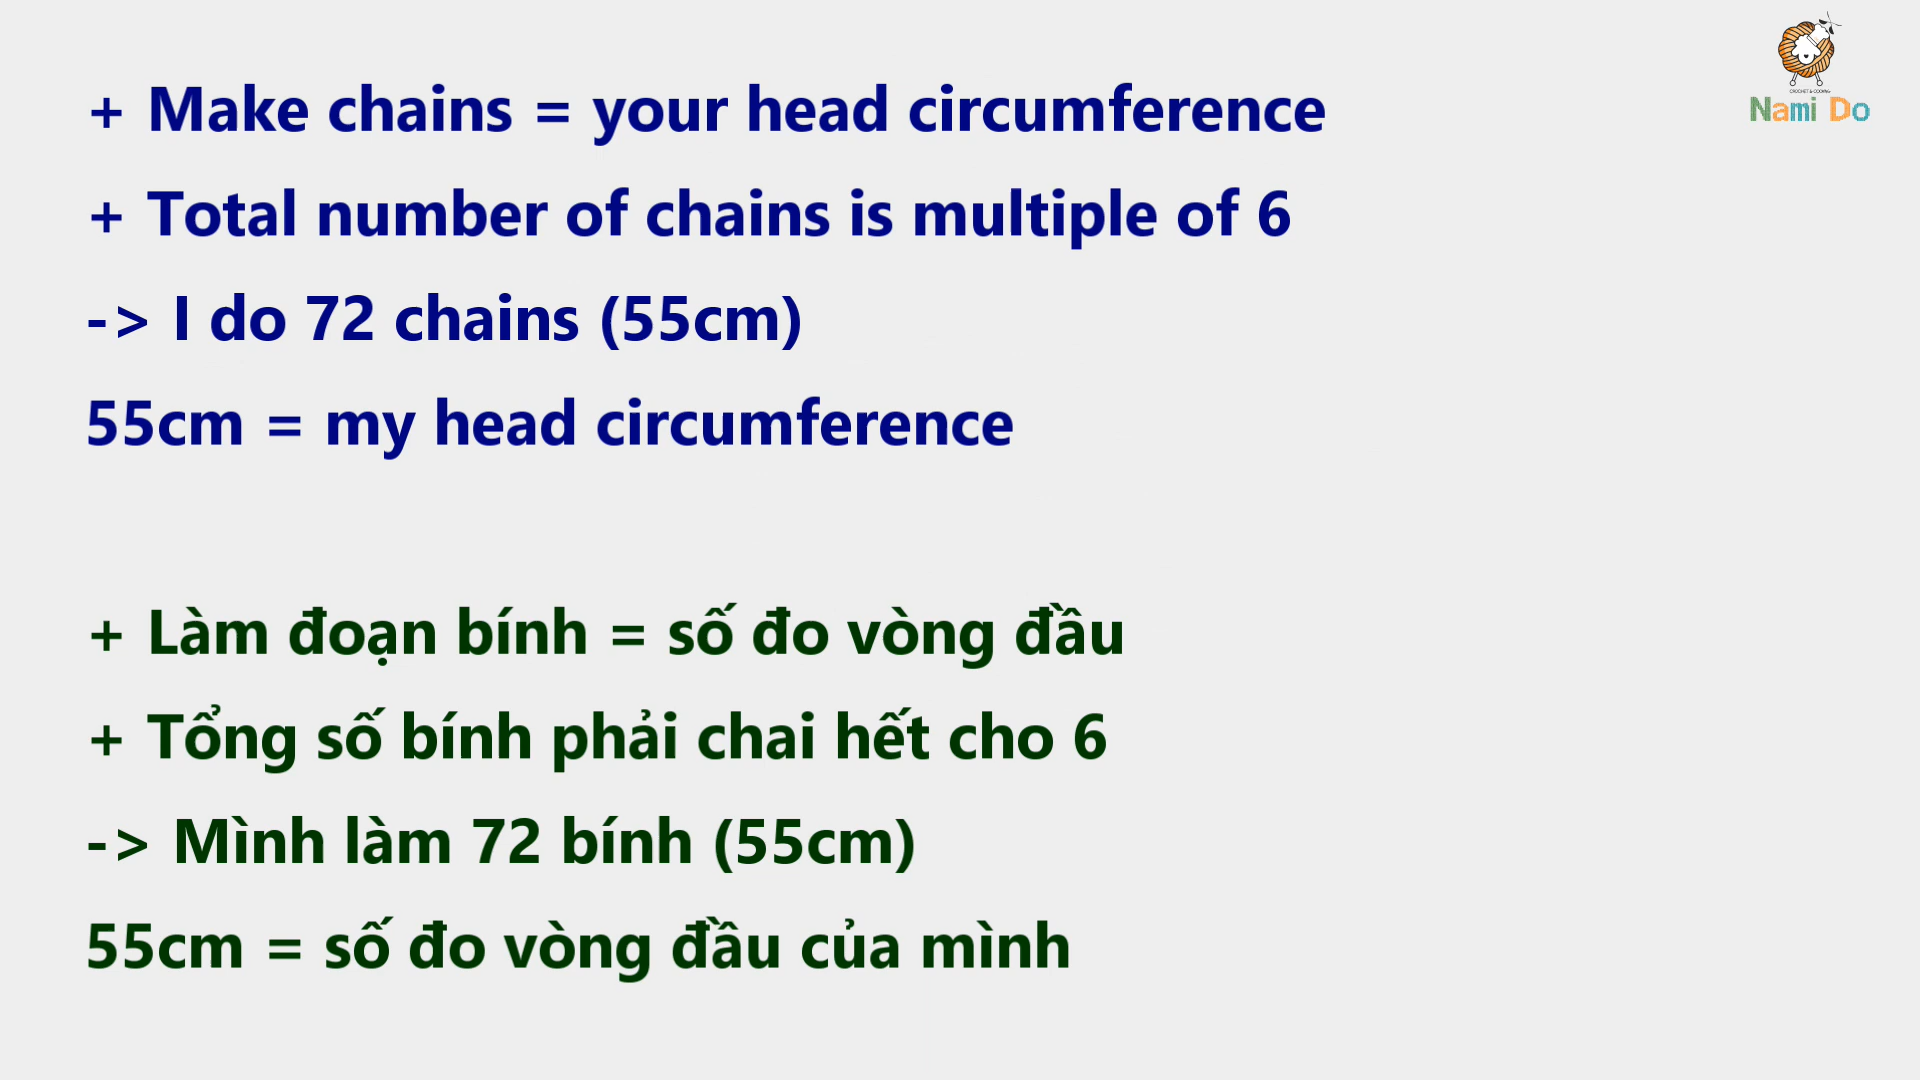 + Make chains = your head circumference
+ Total number of chains is multiple of 6
-> I do 72 chains (55cm)
55cm = my head circumference
+ Làm đoạn bính = số đo vòng đầu
+ Tổng số bính phải chai hết cho 6
-> Mình làm 72 bính (55cm)
55cm = số đo vòng đầu của mình
CROCHET & COOKING
Nami Do